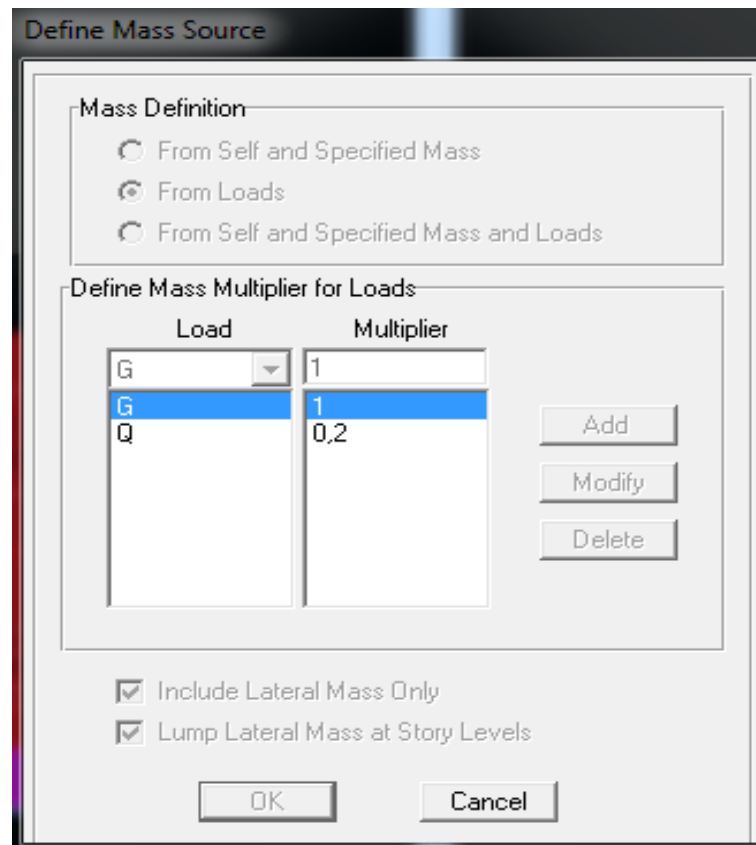 Define Mass Source
Mass Definition
From Self and Specified Mass
From Loads
From Self and Specified Mass and Loads
Define Mass Multiplier for Loads
Load Multiplier
G 1
G 1
Q 0,2
Add
Modify
Delete
Include Lateral Mass Only
Lump Lateral Mass at Story Levels
OK Cancel